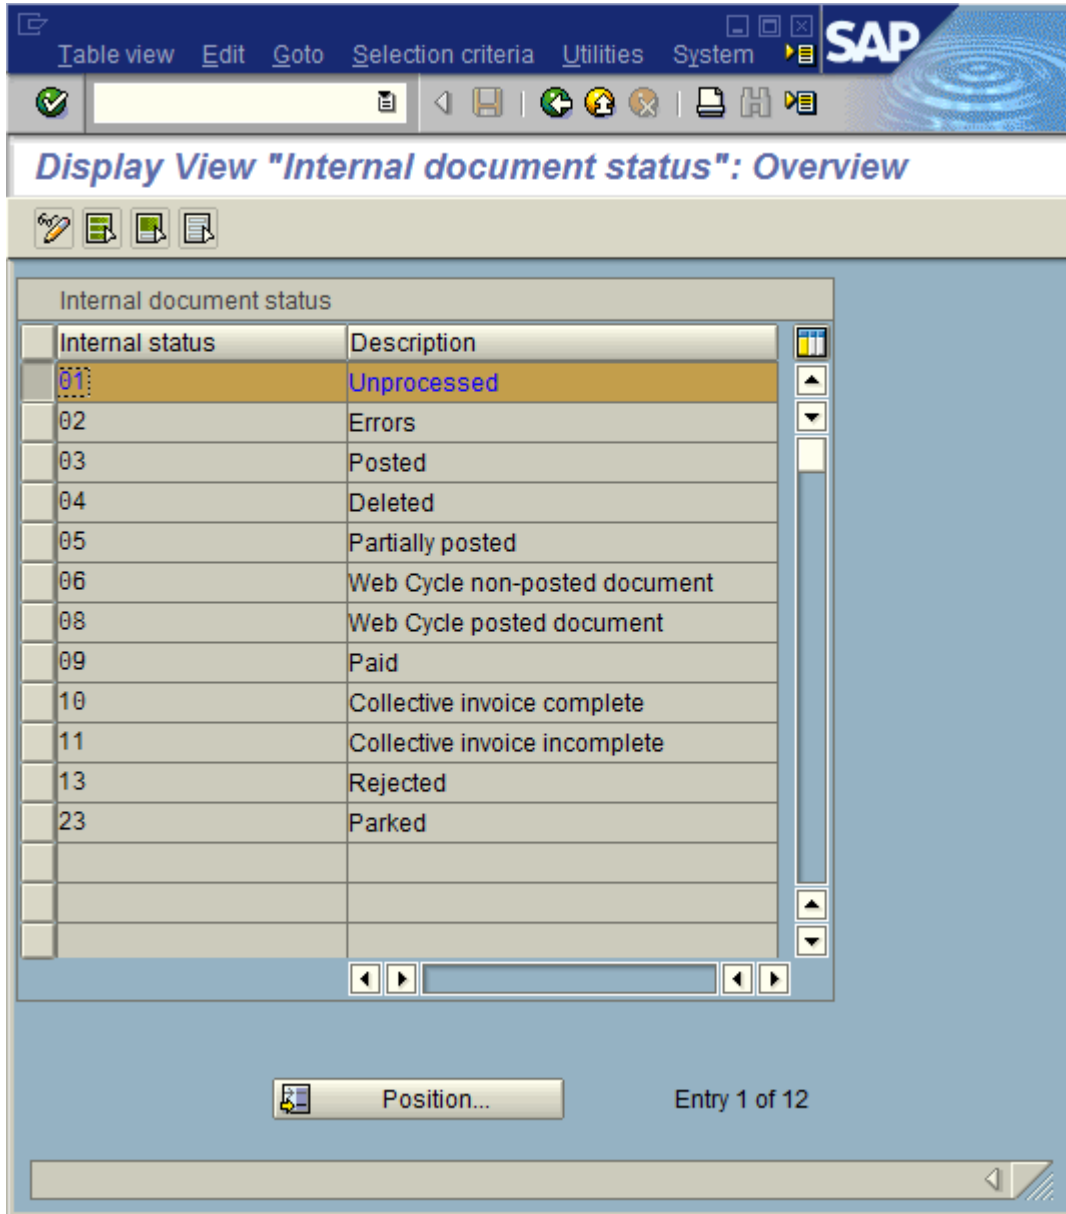 Table view Edit Goto Selection criteria Utilities System SAP
Display View "Internal document status": Overview
Internal document status
Internal status Description
01 Unprocessed
02 Errors
03 Posted
04 Deleted
05 Partially posted
06 Web Cycle non-posted document
08 Web Cycle posted document
09 Paid
10 Collective invoice complete
11 Collective invoice incomplete
13 Rejected
23 Parked
Position... Entry 1 of 12